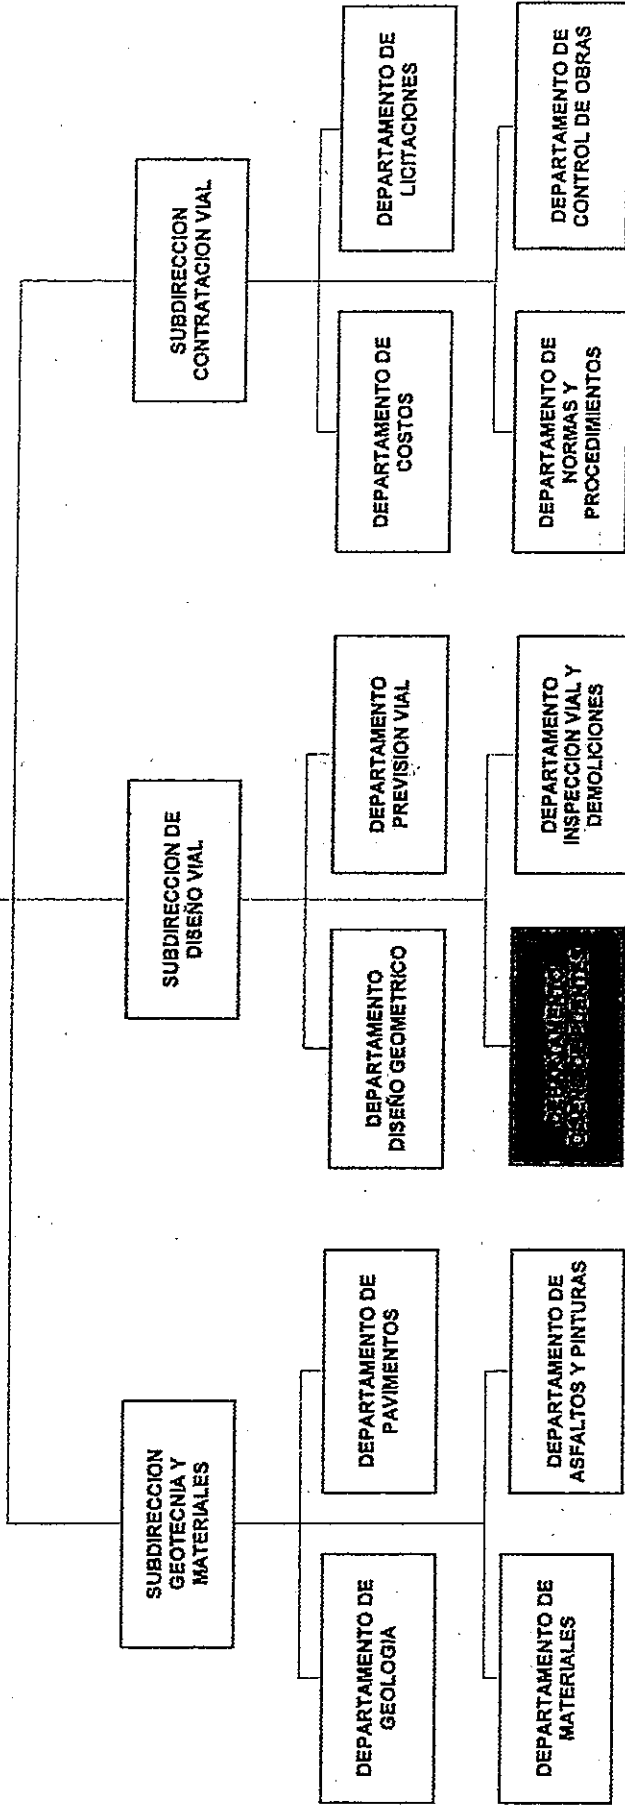 SUBDIRECCION
GEOTECNIA Y
MATERIALES
SUBDIRECCION DE
DISEÑO VIAL
SUBDIRECCION
CONTRATACION VIAL
DEPARTAMENTO DE
GEOLOGIA
DEPARTAMENTO DE
PAVIMENTOS
DEPARTAMENTO
DISEÑO GEOMETRICO
DEPARTAMENTO
PREVISION VIAL
DEPARTAMENTO DE
COSTOS
DEPARTAMENTO DE
LICITACIONES
DEPARTAMENTO DE
MATERIALES
DEPARTAMENTO DE
ASFALTOS Y PINTURAS
DEPARTAMENTO
DEPARTAMENTO
INSPECCION VIAL Y
DEMOLICIONES
DEPARTAMENTO DE
NORMAS Y
PROCEDIMIENTOS
DEPARTAMENTO DE
CONTROL DE OBRAS